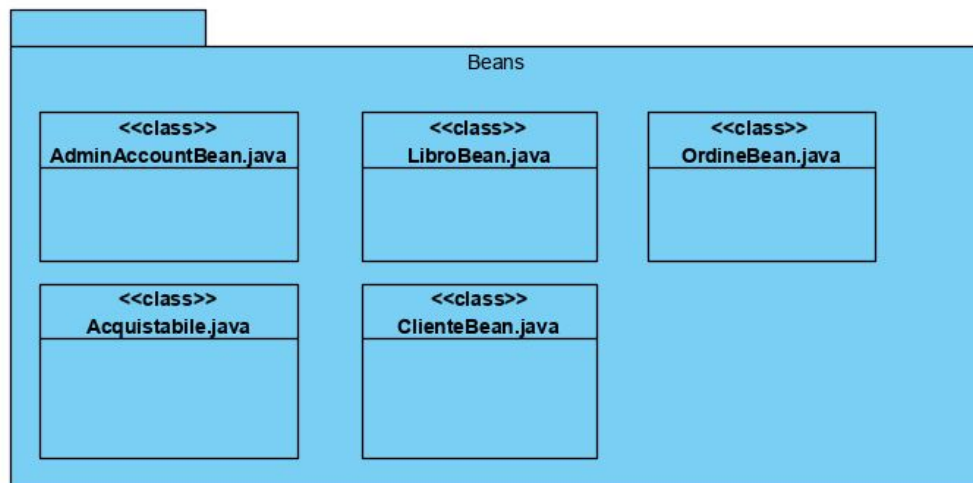 Beans
<<class>>
AdminAccountBean.java
<<class>>
LibroBean.java
<<class>>
OrdineBean.java
<<class>>
Acquistabile.java
<<class>>
ClienteBean.java